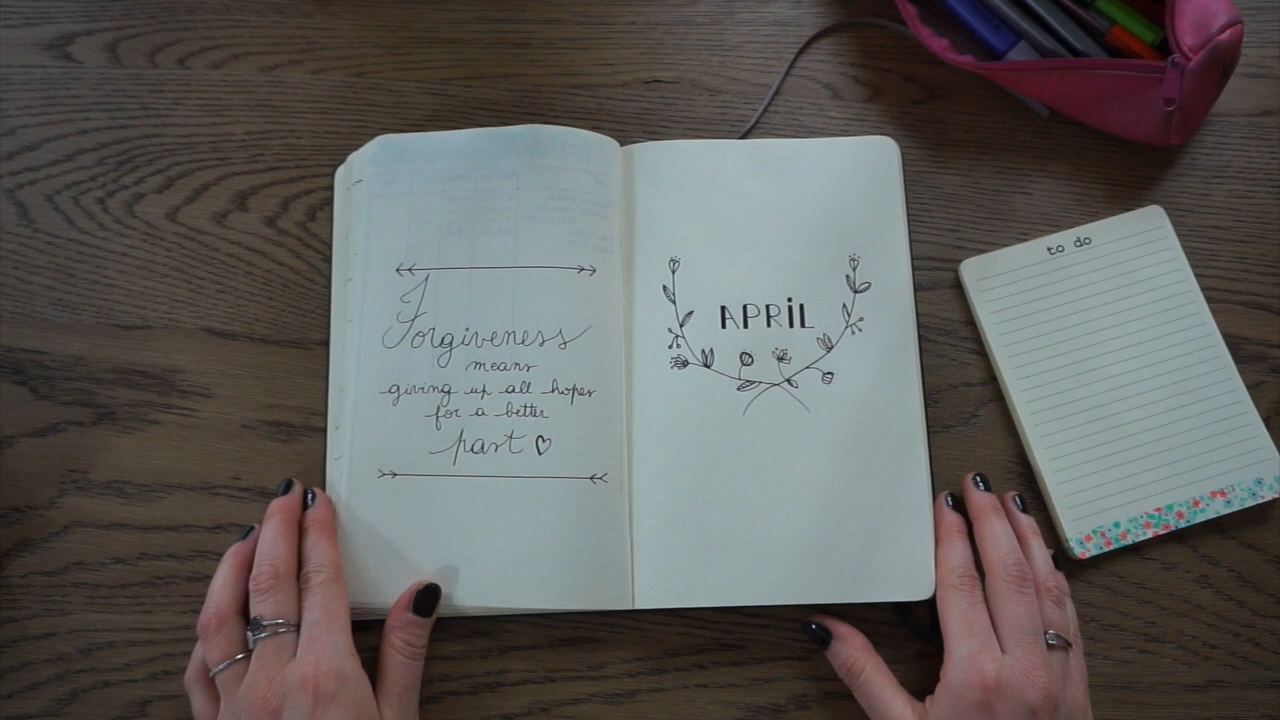 Forgiveness
means
giving up all hopes
for a better
past ♡
APRIL
to do